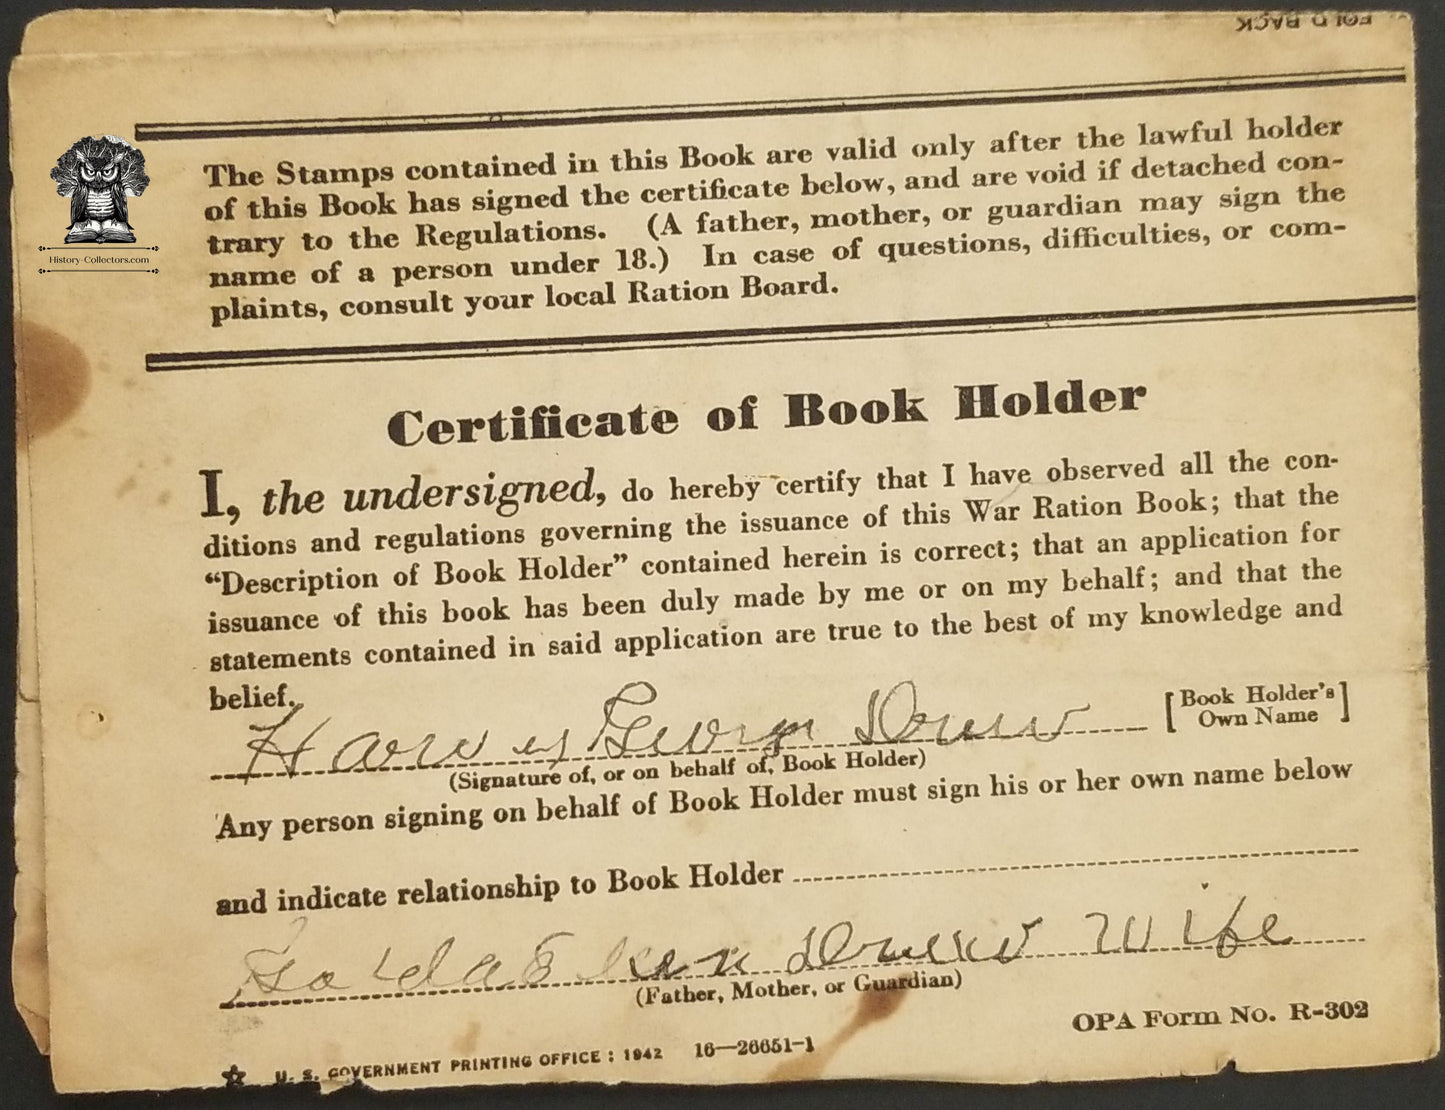 FOLD BACK
The Stamps contained in this Book are valid only after the lawful holder
of this Book has signed the certificate below, and are void if detached con-
trary to the Regulations. (A father, mother, or guardian may sign the
name of a person under 18.) In case of questions, difficulties, or com-
plaints, consult your local Ration Board.
History-Collectors.com
Certificate of Book Holder
I, the undersigned, do hereby certify that I have observed all the con-
ditions and regulations governing the issuance of this War Ration Book; that the
“Description of Book Holder” contained herein is correct; that an application for
issuance of this book has been duly made by me or on my behalf; and that the
statements contained in said application are true to the best of my knowledge and
belief.
[Book Holder's
Own Name]
(Signature of, or on behalf of, Book Holder)
Any person signing on behalf of Book Holder must sign his or her own name below
and indicate relationship to Book Holder
Wife
(Father, Mother, or Guardian)
OPA Form No. R-302
U. S. GOVERNMENT PRINTING OFFICE : 1942 16—26651-1